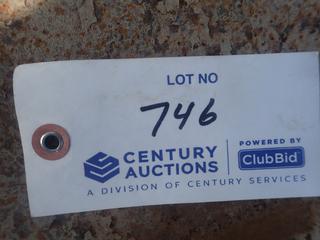 LOT NO
746
CENTURY AUCTIONS
POWERED BY
ClubBid
A DIVISION OF CENTURY SERVICES